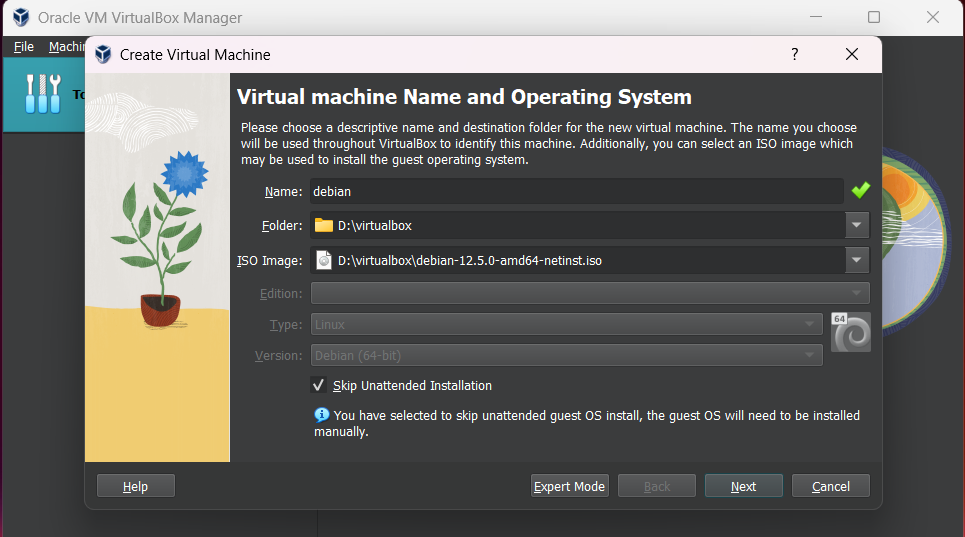 Oracle VM VirtualBox Manager
File Machin
Create Virtual Machine
?
To
Virtual machine Name and Operating System
Please choose a descriptive name and destination folder for the new virtual machine. The name you choose
will be used throughout VirtualBox to identify this machine. Additionally, you can select an ISO image which
may be used to install the guest operating system.
Name: debian
Folder: D:\virtualbox
ISO Image: D:\virtualbox\debian-12.5.0-amd64-netinst.iso
Edition:
Type: Linux
64
Version: Debian (64-bit)
Skip Unattended Installation
You have selected to skip unattended guest OS install, the guest OS will need to be installed
manually.
Help Expert Mode Back Next Cancel